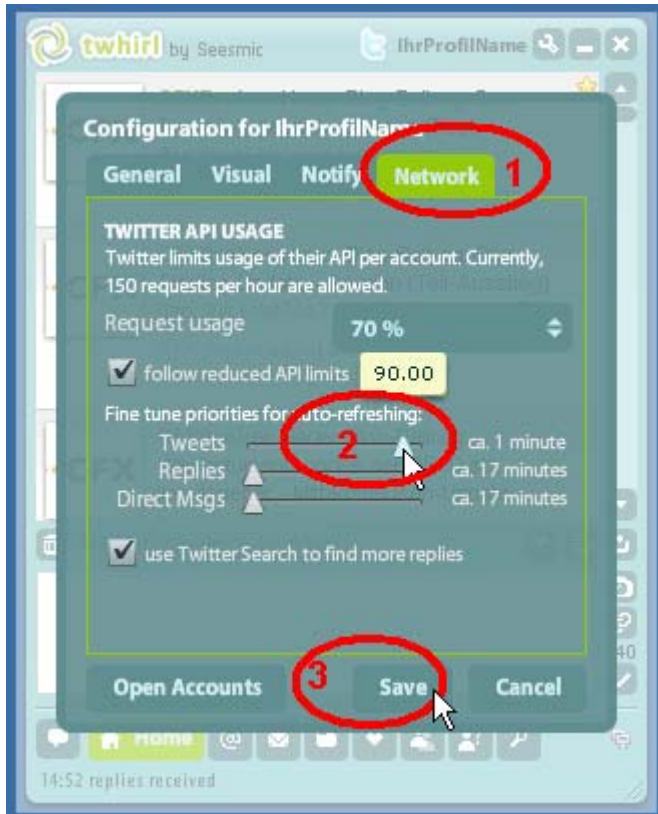 twhirl by Seesmic
IhrProfilName
Configuration for IhrProfilName
General Visual Notify Network 1
TWITTER API USAGE
Twitter limits usage of their API per account. Currently,
150 requests per hour are allowed.
Request usage 70 %
follow reduced API limits 90.00
Fine tune priorities for auto-refreshing:
Tweets 2 ca. 1 minute
Replies ca. 17 minutes
Direct Msgs ca. 17 minutes
use Twitter Search to find more replies
40
3
Open Accounts Save Cancel
Home @
14:52 replies received